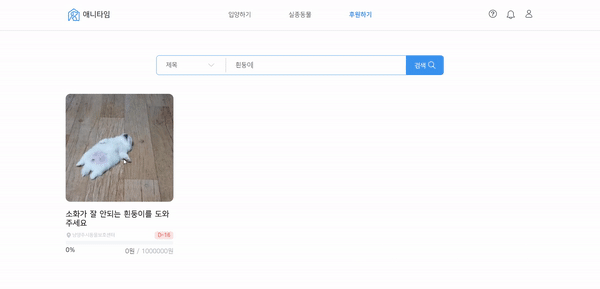 애니타임
입양하기
실종동물
후원하기
제목
흰둥이
검색
소화가 잘 안되는 흰둥이를 도와
주세요
D-16
0%
0원 / 1000000원